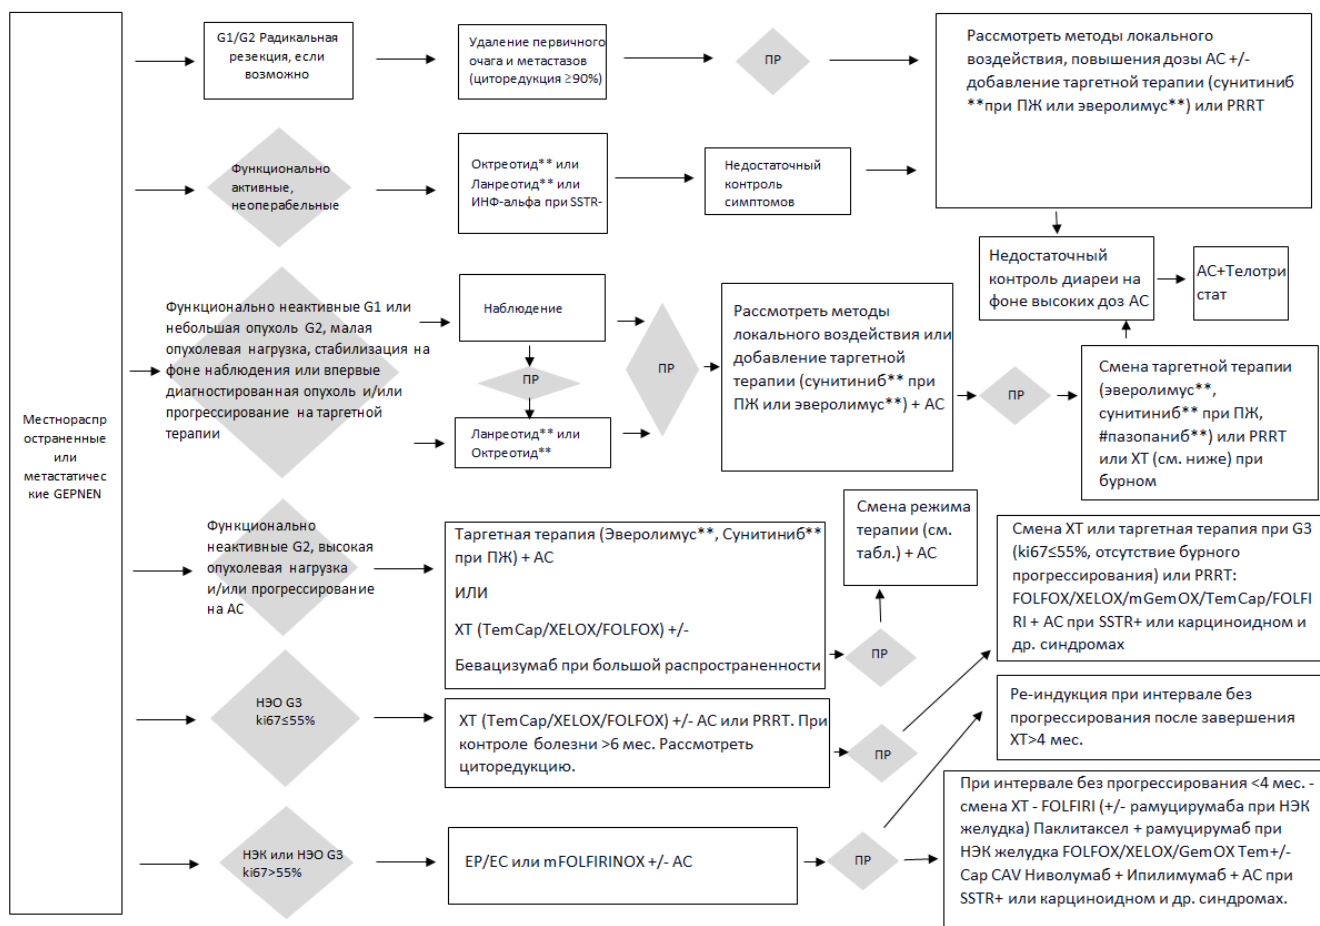 Местнораспр
остраненные
или
метастатичес
кие GEPNEN
G1/G2 Радикальная
резекция, если
возможно
Удаление первичного
очага и метастазов
(циторедукция ≥90%)
ПР
Рассмотреть методы локального
воздействия, повышения дозы АС +/-
добавление таргетной терапии (сунитиниб
**при ПЖ или эверолимус**) или PRRT
Функционально
активные,
неоперабельные
Октреотид** или
Ланреотид** или
ИНФ-альфа при SSTR-
Недостаточный
контроль
симптомов
Недостаточный
контроль диареи на
фоне высоких доз АС
АС+Телотри
стат
Функционально неактивные G1 или
небольшая опухоль G2, малая
опухолевая нагрузка, стабилизация на
фоне наблюдения или впервые
диагностированная опухоль и/или
прогрессирование на таргетной
терапии
Наблюдение
ПР
Ланреотид** или
Октреотид**
ПР
Рассмотреть методы
локального воздействия или
добавление таргетной
терапии (сунитиниб** при
ПЖ или эверолимус**) + АС
ПР
Смена таргетной терапии
(эверолимус**,
сунитиниб** при ПЖ,
#пазопаниб**) или PRRT
или ХТ (см. ниже) при
бурном
Функционально
неактивные G2, высокая
опухолевая нагрузка
и/или прогрессирование
на АС
Таргетная терапия (Эверолимус**, Сунитиниб**
при ПЖ) + АС
ИЛИ
ХТ (TemCap/XELOX/FOLFOX) +/-
Бевацизумаб при большой распространенности
ПР
Смена режима
терапии (см.
табл.) + АС
НЭО G3
ki67≤55%
ХТ (TemCap/XELOX/FOLFOX) +/- АС или PRRT. При
контроле болезни >6 мес. Рассмотреть
циторедукцию.
ПР
Смена ХТ или таргетная терапия при G3
(ki67≤55%, отсутствие бурного
прогрессирования) или PRRT:
FOLFOX/XELOX/mGemOX/TemCap/FOLFI
RI + АС при SSTR+ или карциноидном и
др. синдромах
НЭК или НЭО G3
ki67>55%
EP/EC или mFOLFIRINOX +/- АС
ПР
Ре-индукция при интервале без
прогрессирования после завершения
ХТ>4 мес.
При интервале без прогрессирования <4 мес. -
смена ХТ - FOLFIRI (+/- рамуцирумаба при НЭК
желудка) Паклитаксел + рамуцирумаб при
НЭК желудка FOLFOX/XELOX/GemOX Tem+/-
Cap CAV Ниволумаб + Ипилимумаб + АС при
SSTR+ или карциноидном и др. синдромах.